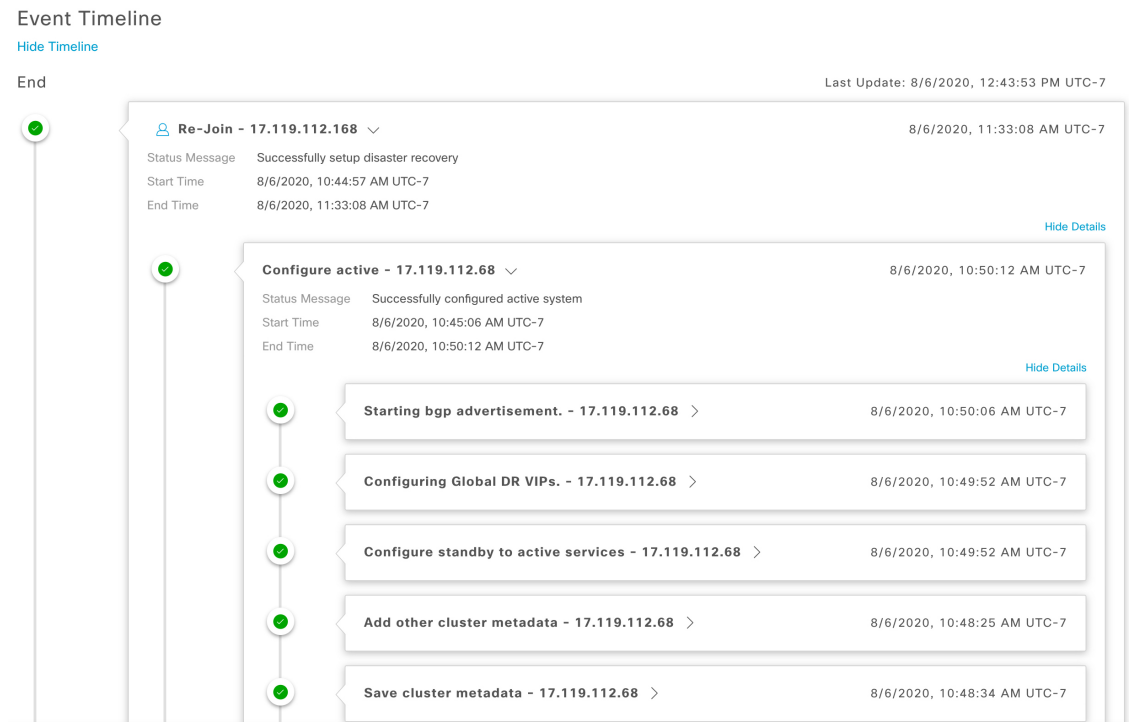 Event Timeline
Hide Timeline
End
Last Update: 8/6/2020, 12:43:53 PM UTC-7
Re-Join - 17.119.112.168
8/6/2020, 11:33:08 AM UTC-7
Status Message Successfully setup disaster recovery
Start Time 8/6/2020, 10:44:57 AM UTC-7
End Time 8/6/2020, 11:33:08 AM UTC-7
Hide Details
Configure active - 17.119.112.68
8/6/2020, 10:50:12 AM UTC-7
Status Message Successfully configured active system
Start Time 8/6/2020, 10:45:06 AM UTC-7
End Time 8/6/2020, 10:50:12 AM UTC-7
Hide Details
Starting bgp advertisement. - 17.119.112.68
8/6/2020, 10:50:06 AM UTC-7
Configuring Global DR VIPs. - 17.119.112.68
8/6/2020, 10:49:52 AM UTC-7
Configure standby to active services - 17.119.112.68
8/6/2020, 10:49:52 AM UTC-7
Add other cluster metadata - 17.119.112.68
8/6/2020, 10:48:25 AM UTC-7
Save cluster metadata - 17.119.112.68
8/6/2020, 10:48:34 AM UTC-7